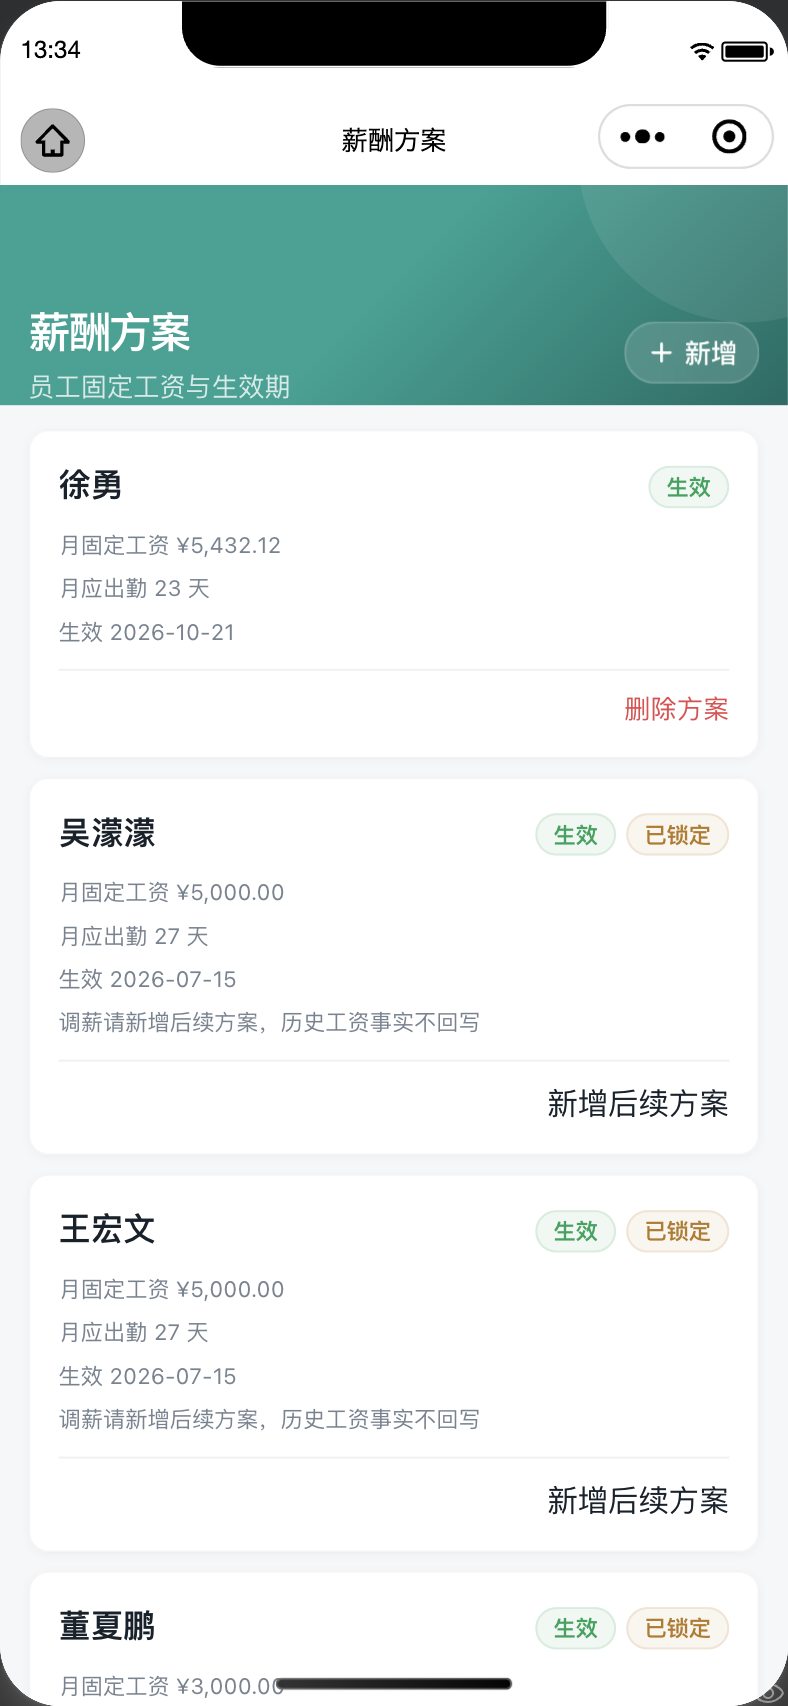 13:34
薪酬方案
薪酬方案
新增
员工固定工资与生效期
徐勇 生效
月固定工资 ¥5,432.12
月应出勤 23 天
生效 2026-10-21
删除方案
吴濛濛 生效 已锁定
月固定工资 ¥5,000.00
月应出勤 27 天
生效 2026-07-15
调薪请新增后续方案，历史工资事实不回写
新增后续方案
王宏文 生效 已锁定
月固定工资 ¥5,000.00
月应出勤 27 天
生效 2026-07-15
调薪请新增后续方案，历史工资事实不回写
新增后续方案
董夏鹏 生效 已锁定
月固定工资 ¥3,000.00